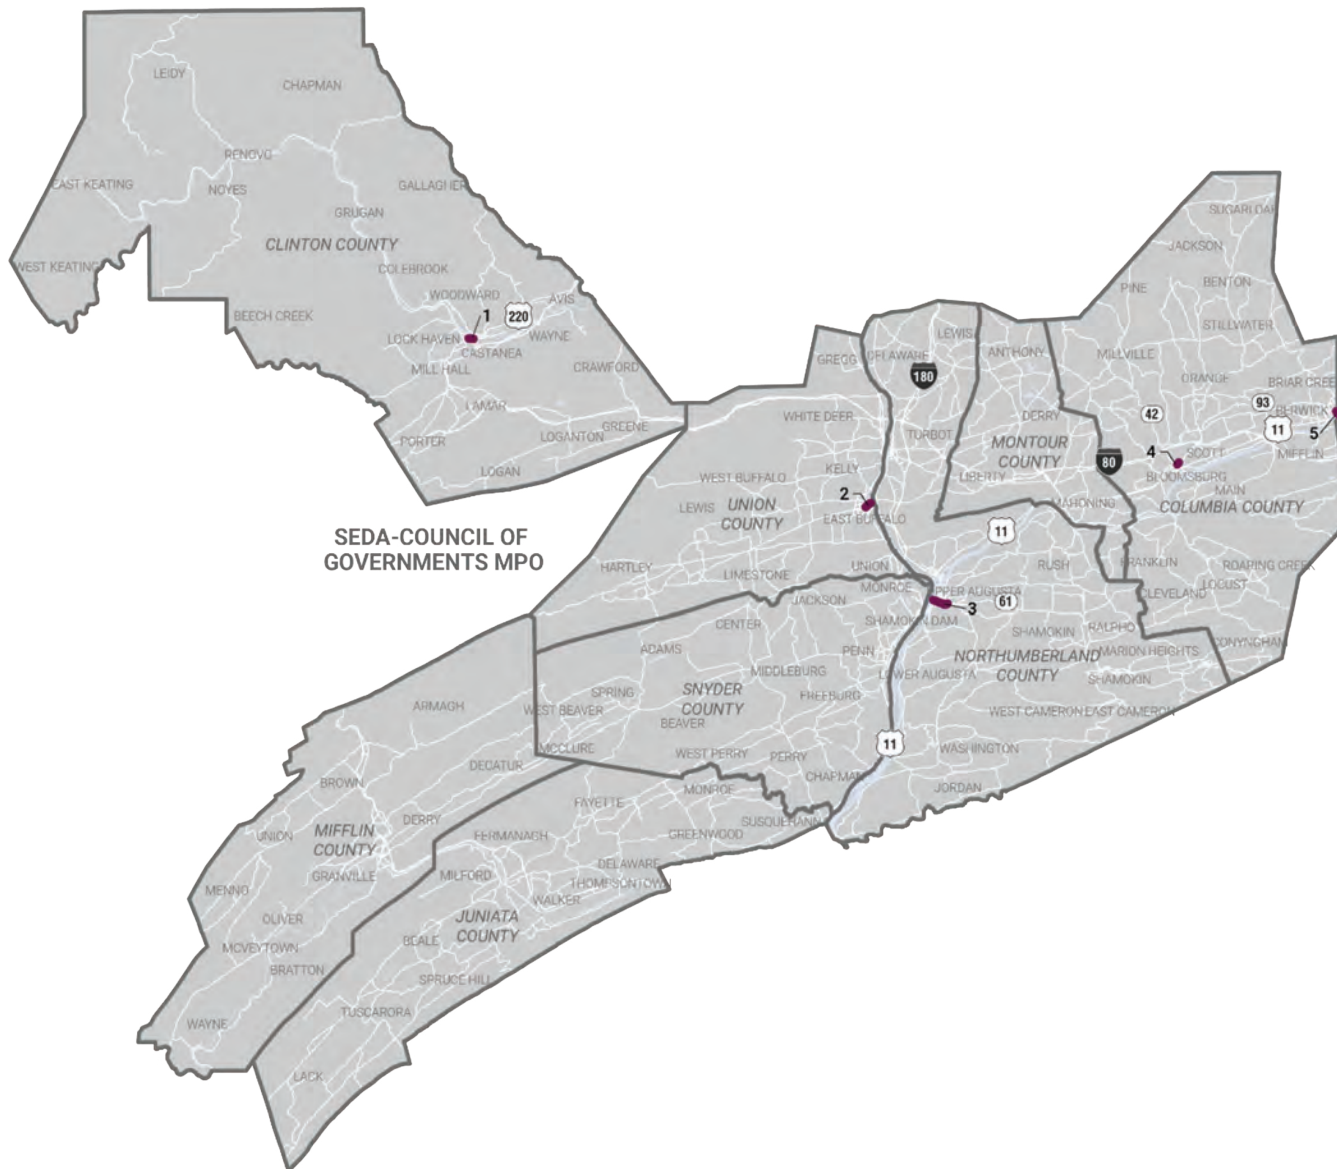 LEIDY
CHAPMAN
RENOVO
EAST KEATING
NOYES
GALLAGHER
GRUGAN
CLINTON COUNTY
WEST KEATING
COLEBROOK
WOODWARD
AVIS
BEECH CREEK
1
220
LOCK HAVEN
WAYNE
CASTANEA
MILL HALL
CRAWFORD
LAMAR
GREENE
PORTER
LOGANTON
LOGAN
SEDA-COUNCIL OF
GOVERNMENTS MPO
SUGARLOAF
JACKSON
BENTON
PINE
STILLWATER
MILLVILLE
ORANGE
BRIAR CREEK
93
42
BERWICK
11
5
4
SCOTT
MIFFLIN
BLOOMSBURG
MAIN
COLUMBIA COUNTY
80
FRANKLIN
ROARING CREEK
LOCUST
CLEVELAND
CONYNGHAM
GREGG
DELAWARE
LEWIS
ANTHONY
180
WHITE DEER
TURBOT
DERRY
MONTOUR
COUNTY
LIBERTY
MAHONING
KELLY
WEST BUFFALO
2
LEWIS
UNION
COUNTY
EAST BUFFALO
11
HARTLEY
LIMESTONE
UNION
RUSH
MONROE
UPPER AUGUSTA
JACKSON
61
3
SHAMOKIN DAM
CENTER
SHAMOKIN
RALPHO
ADAMS
PENN
NORTHUMBERLAND
COUNTY
MARION HEIGHTS
MIDDLEBURG
LOWER AUGUSTA
SHAMOKIN
SPRING
SNYDER
COUNTY
FREEBURG
WEST BEAVER
BEAVER
WEST CAMERON
EAST CAMERON
ARMAGH
MCCLURE
WEST PERRY
PERRY
11
WASHINGTON
DECATUR
CHAPMAN
JORDAN
BROWN
MONROE
FAYETTE
DERRY
SUSQUEHANN
UNION
MIFFLIN
COUNTY
FERMANAGH
GREENWOOD
GRANVILLE
MILFORD
DELAWARE
MENNO
THOMPSONTOWN
WALKER
OLIVER
JUNIATA
COUNTY
MCVEYTOWN
BEALE
BRATTON
SPRUCE HILL
TUSCARORA
WAYNE
LACK